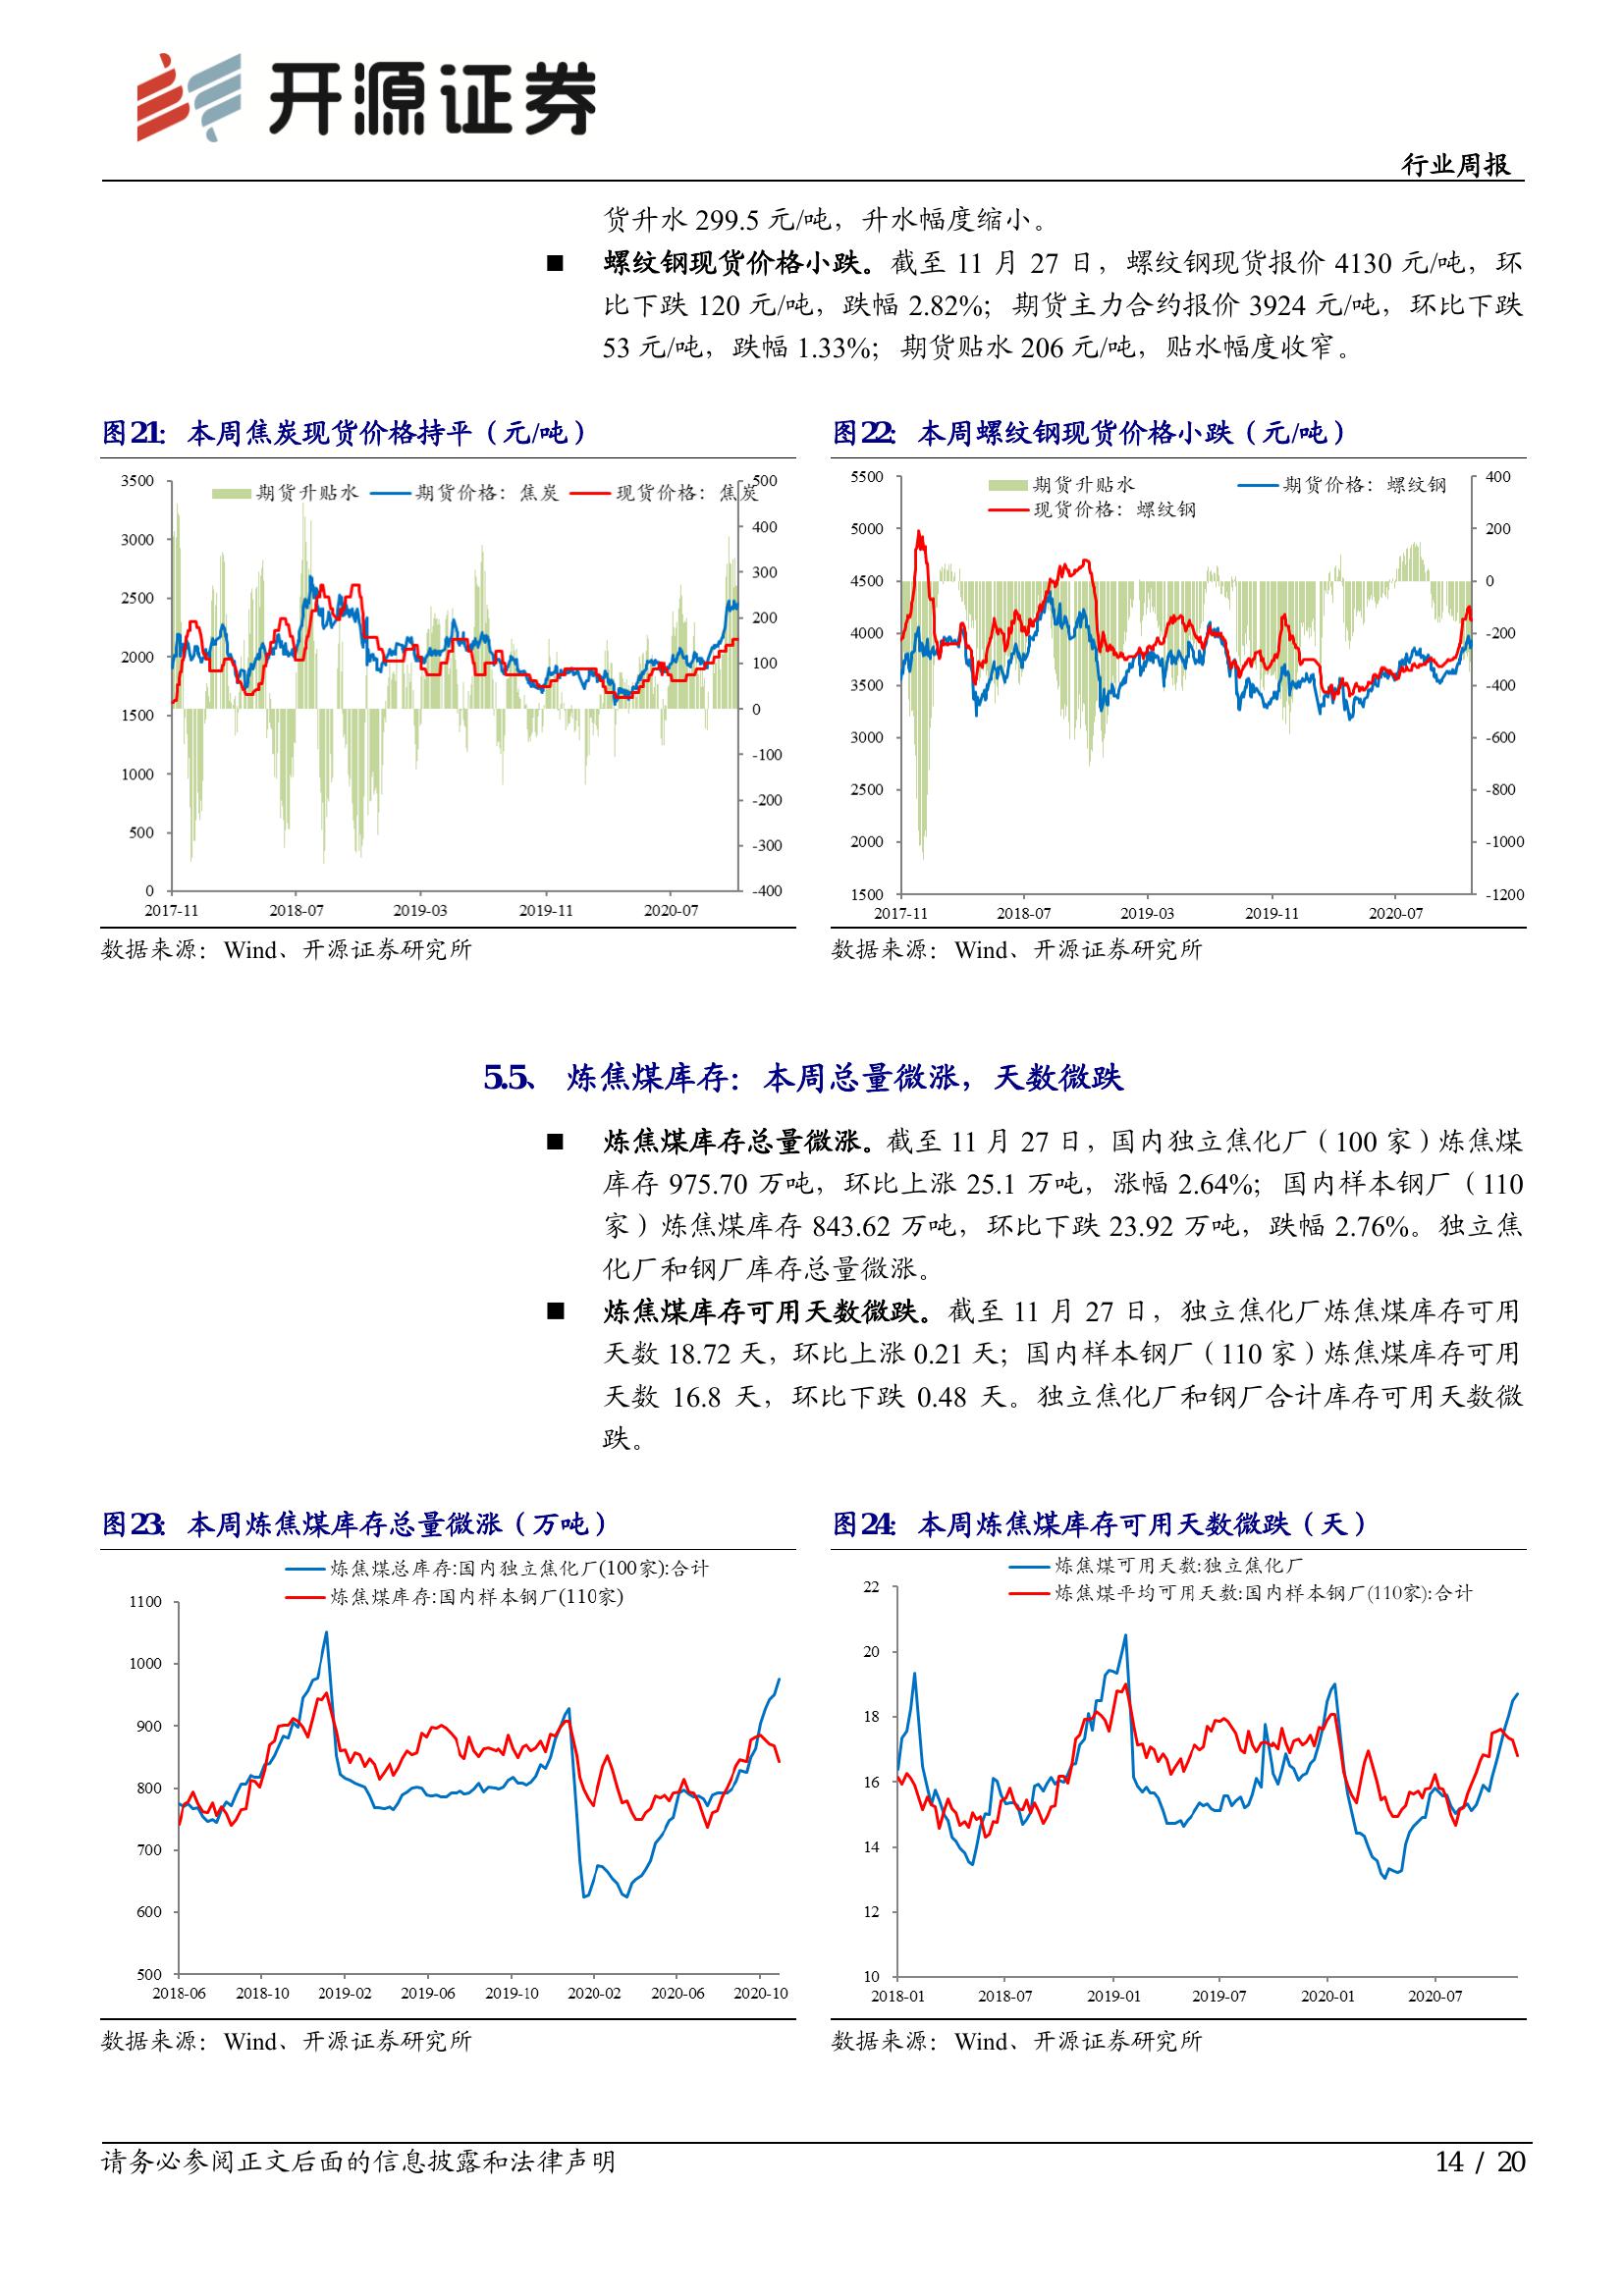 开源证券
行业周报
货升水 299.5 元/吨，升水幅度缩小。
■ 螺纹钢现货价格小跌。截至 11 月 27 日，螺纹钢现货报价 4130 元/吨，环
比下跌 120 元/吨，跌幅 2.82%；期货主力合约报价 3924 元/吨，环比下跌
53 元/吨，跌幅 1.33%；期货贴水 206 元/吨，贴水幅度收窄。
图21：本周焦炭现货价格持平（元/吨）
期货升贴水 期货价格：焦炭 现货价格：焦炭
3500
3000
2500
2000
1500
1000
500
0
500
400
300
200
100
0
-100
-200
-300
-400
2017-11 2018-07 2019-03 2019-11 2020-07
数据来源：Wind、开源证券研究所
图22：本周螺纹钢现货价格小跌（元/吨）
期货升贴水 期货价格：螺纹钢
现货价格：螺纹钢
5500
5000
4500
4000
3500
3000
2500
2000
1500
400
200
0
-200
-400
-600
-800
-1000
-1200
2017-11 2018-07 2019-03 2019-11 2020-07
数据来源：Wind、开源证券研究所
5.5、 炼焦煤库存：本周总量微涨，天数微跌
■ 炼焦煤库存总量微涨。截至 11 月 27 日，国内独立焦化厂（100 家）炼焦煤
库存 975.70 万吨，环比上涨 25.1 万吨，涨幅 2.64%；国内样本钢厂（110
家）炼焦煤库存 843.62 万吨，环比下跌 23.92 万吨，跌幅 2.76%。独立焦
化厂和钢厂库存总量微涨。
■ 炼焦煤库存可用天数微跌。截至 11 月 27 日，独立焦化厂炼焦煤库存可用
天数 18.72 天，环比上涨 0.21 天；国内样本钢厂（110 家）炼焦煤库存可用
天数 16.8 天，环比下跌 0.48 天。独立焦化厂和钢厂合计库存可用天数微
跌。
图23：本周炼焦煤库存总量微涨（万吨）
炼焦煤总库存:国内独立焦化厂(100家):合计
炼焦煤库存:国内样本钢厂(110家)
1100
1000
900
800
700
600
500
2018-06 2018-10 2019-02 2019-06 2019-10 2020-02 2020-06 2020-10
数据来源：Wind、开源证券研究所
图24：本周炼焦煤库存可用天数微跌（天）
炼焦煤可用天数:独立焦化厂
炼焦煤平均可用天数:国内样本钢厂(110家):合计
22
20
18
16
14
12
10
2018-01 2018-07 2019-01 2019-07 2020-01 2020-07
数据来源：Wind、开源证券研究所
请务必参阅正文后面的信息披露和法律声明
14 / 20